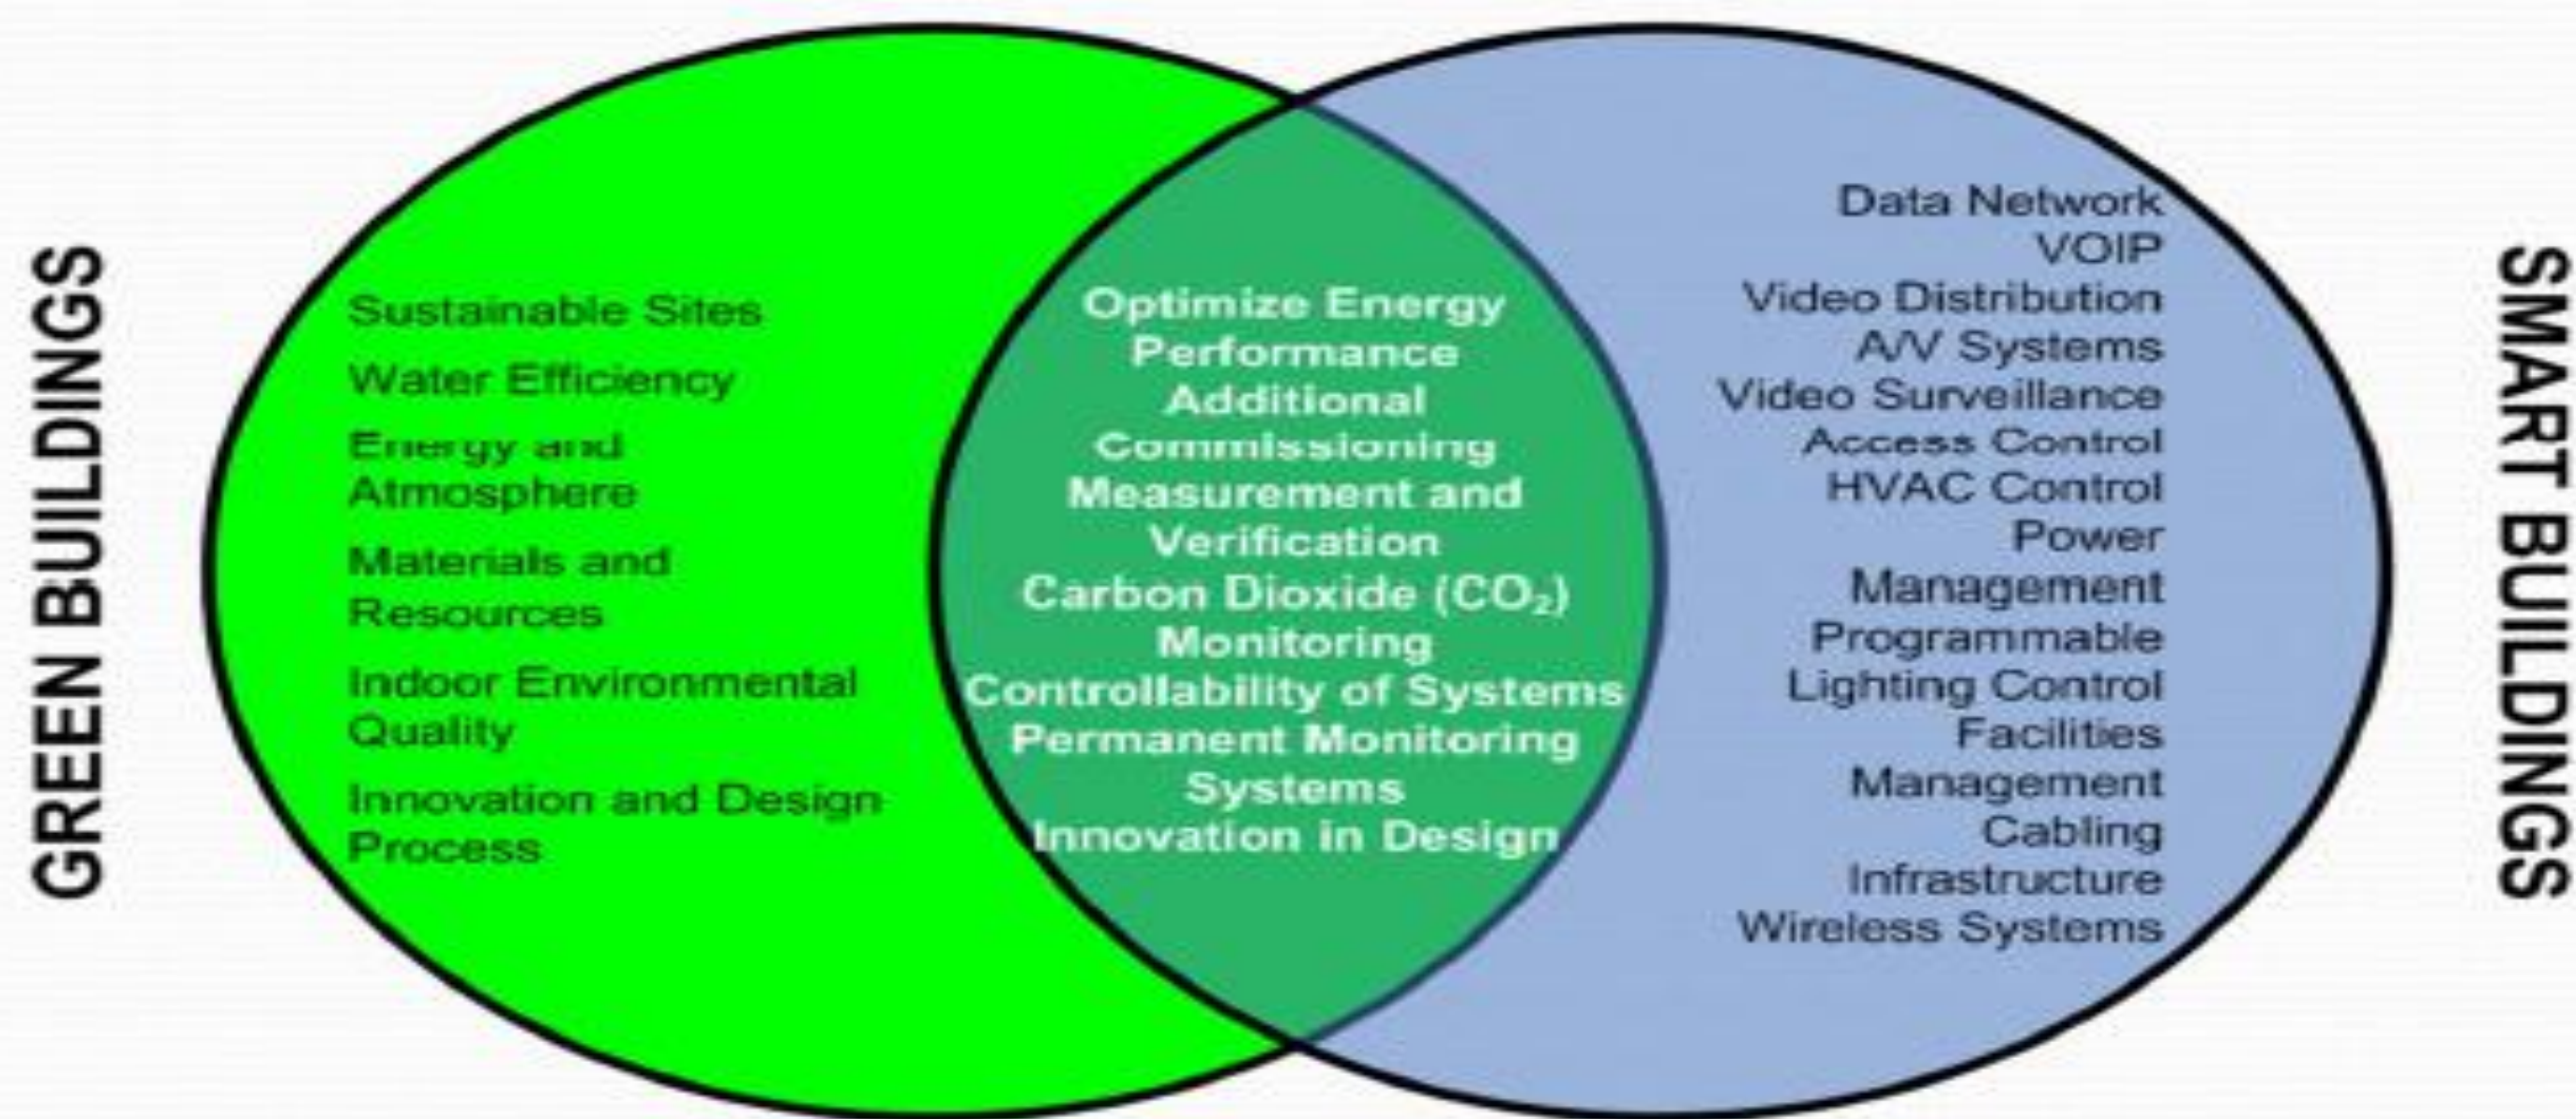 GREEN BUILDINGS
Sustainable Sites
Water Efficiency
Energy and
Atmosphere
Materials and
Resources
Indoor Environmental
Quality
Innovation and Design
Process
Optimize Energy
Performance
Additional
Commissioning
Measurement and
Verification
Carbon Dioxide (CO₂)
Monitoring
Controllability of Systems
Permanent Monitoring
Systems
Innovation in Design
Data Network
VOIP
Video Distribution
A/V Systems
Video Surveillance
Access Control
HVAC Control
Power
Management
Programmable
Lighting Control
Facilities
Management
Cabling
Infrastructure
Wireless Systems
SMART BUILDINGS